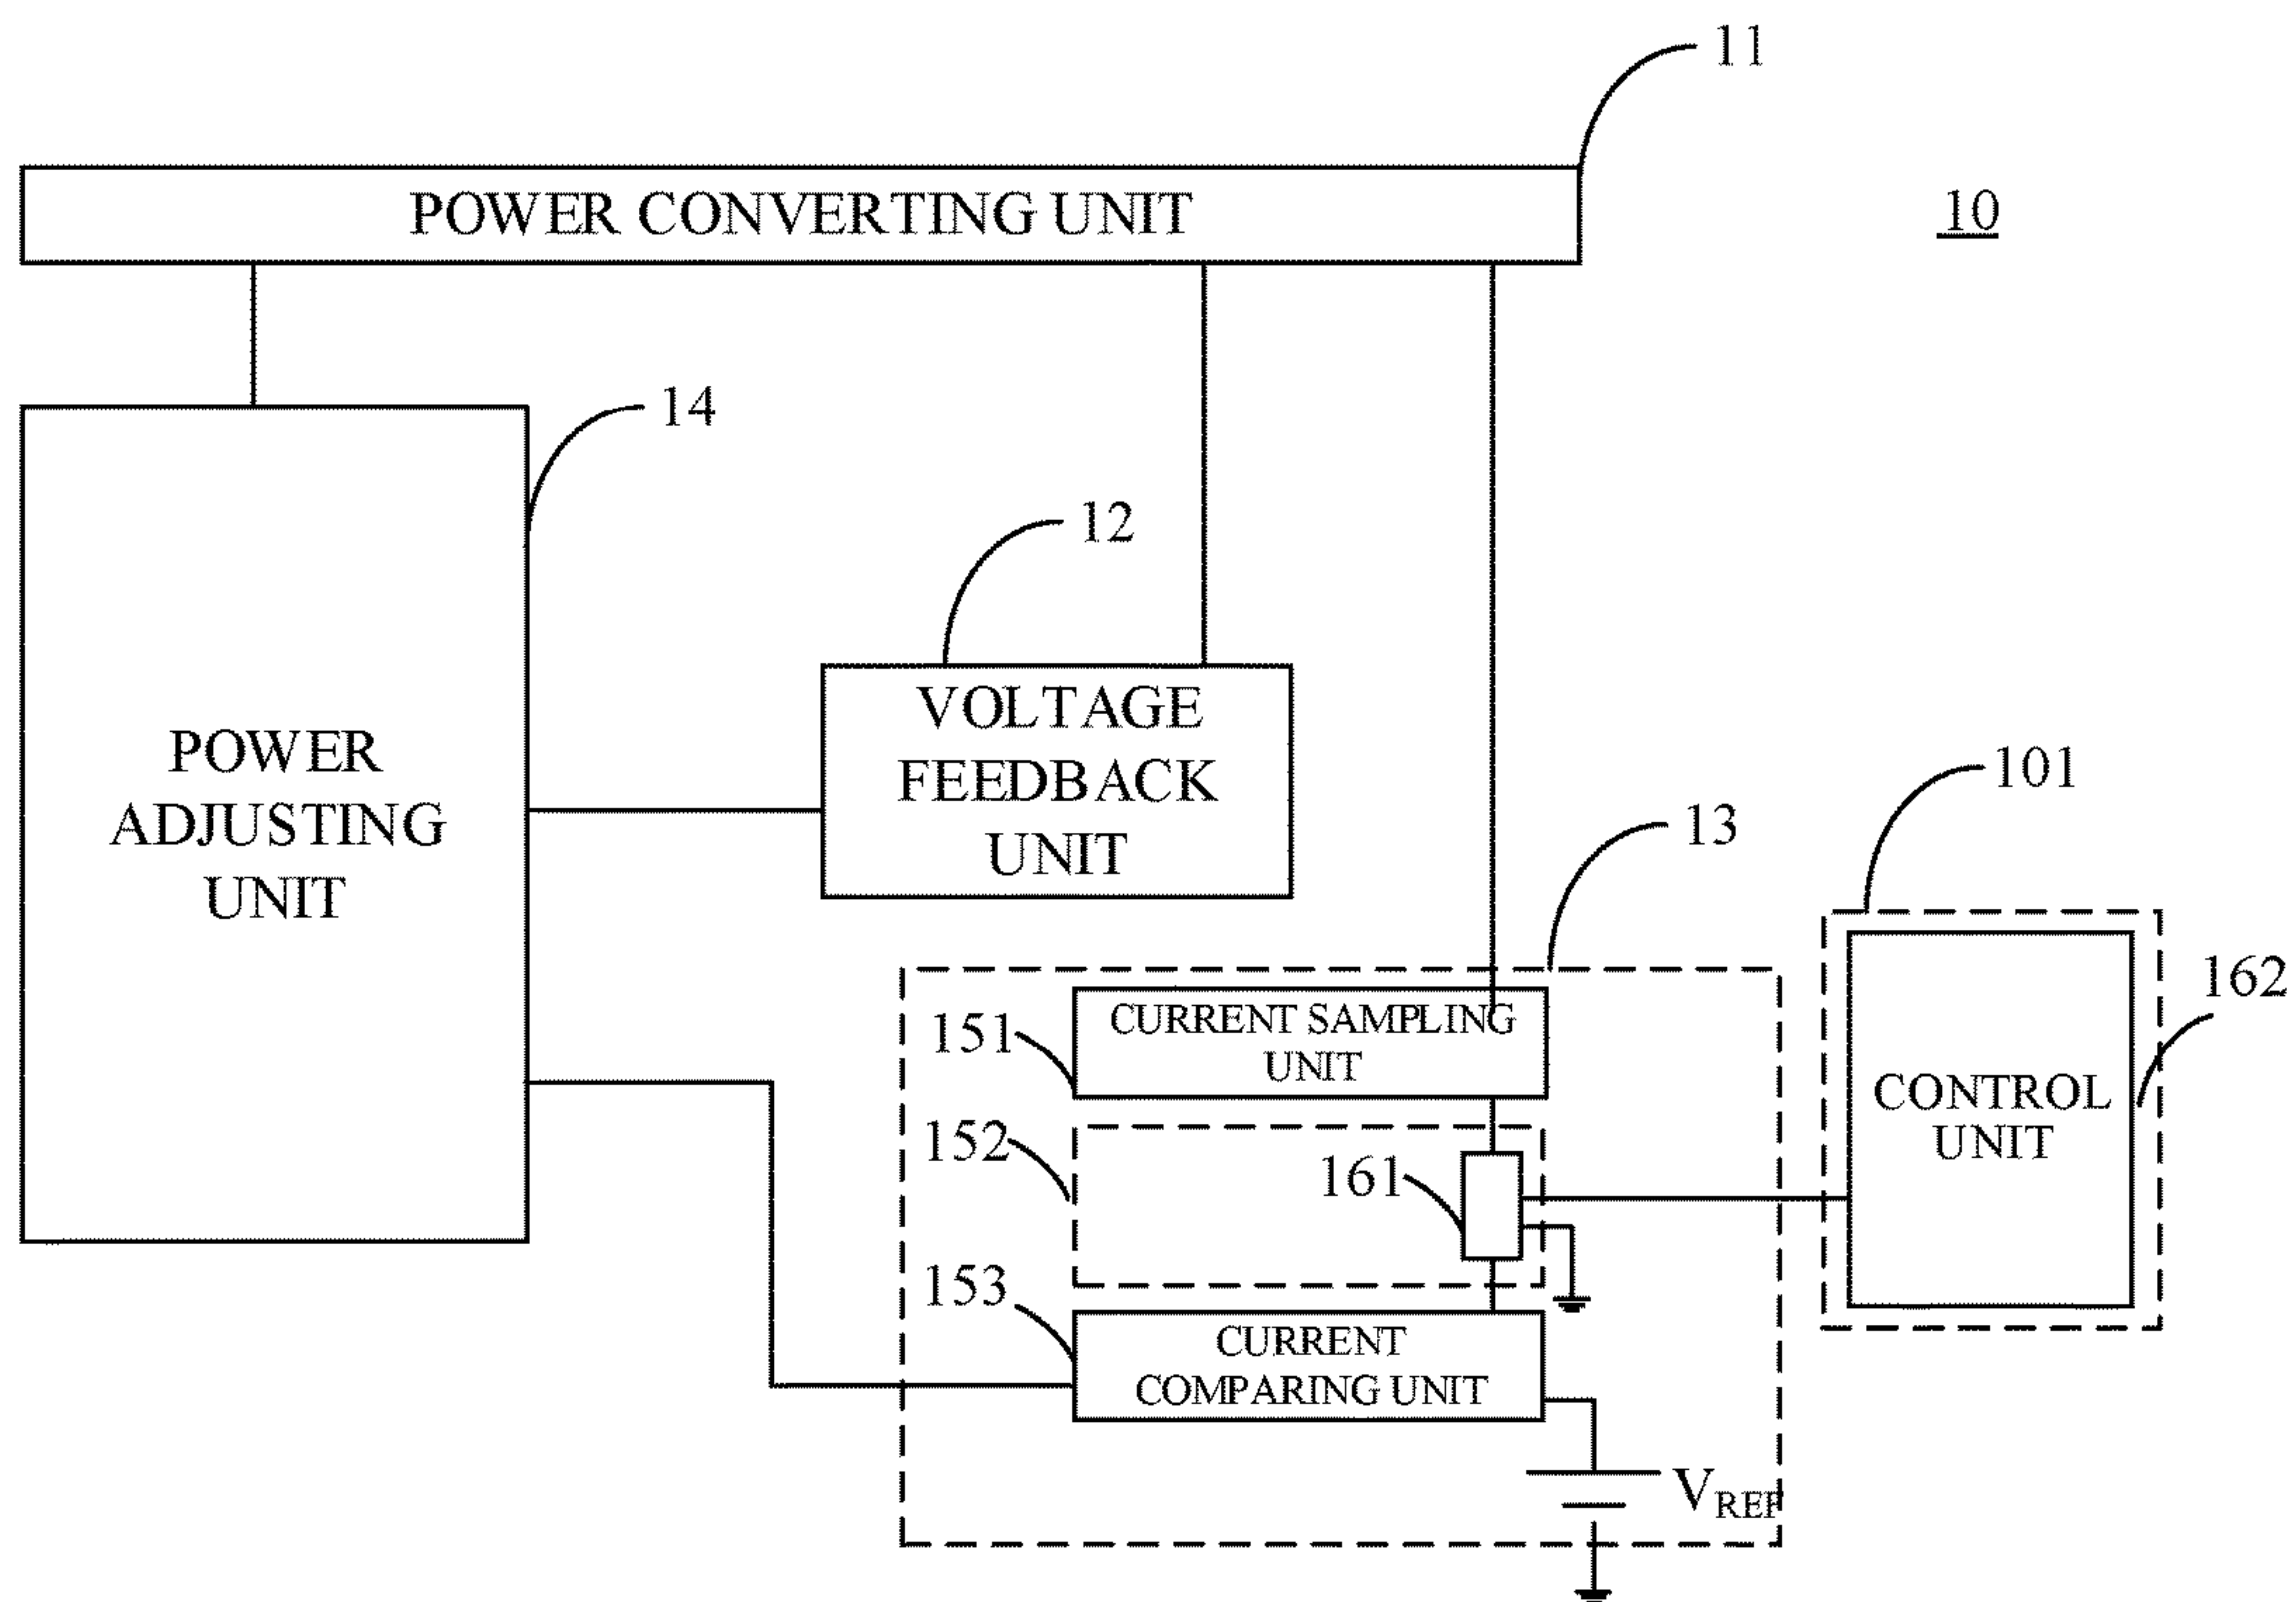 11
POWER CONVERTING UNIT
10
14
12
VOLTAGE
FEEDBACK
UNIT
POWER
ADJUSTING
UNIT
101
13
162
151
CURRENT SAMPLING
UNIT
CONTROL
UNIT
152
161
153
CURRENT
COMPARING UNIT
VREF